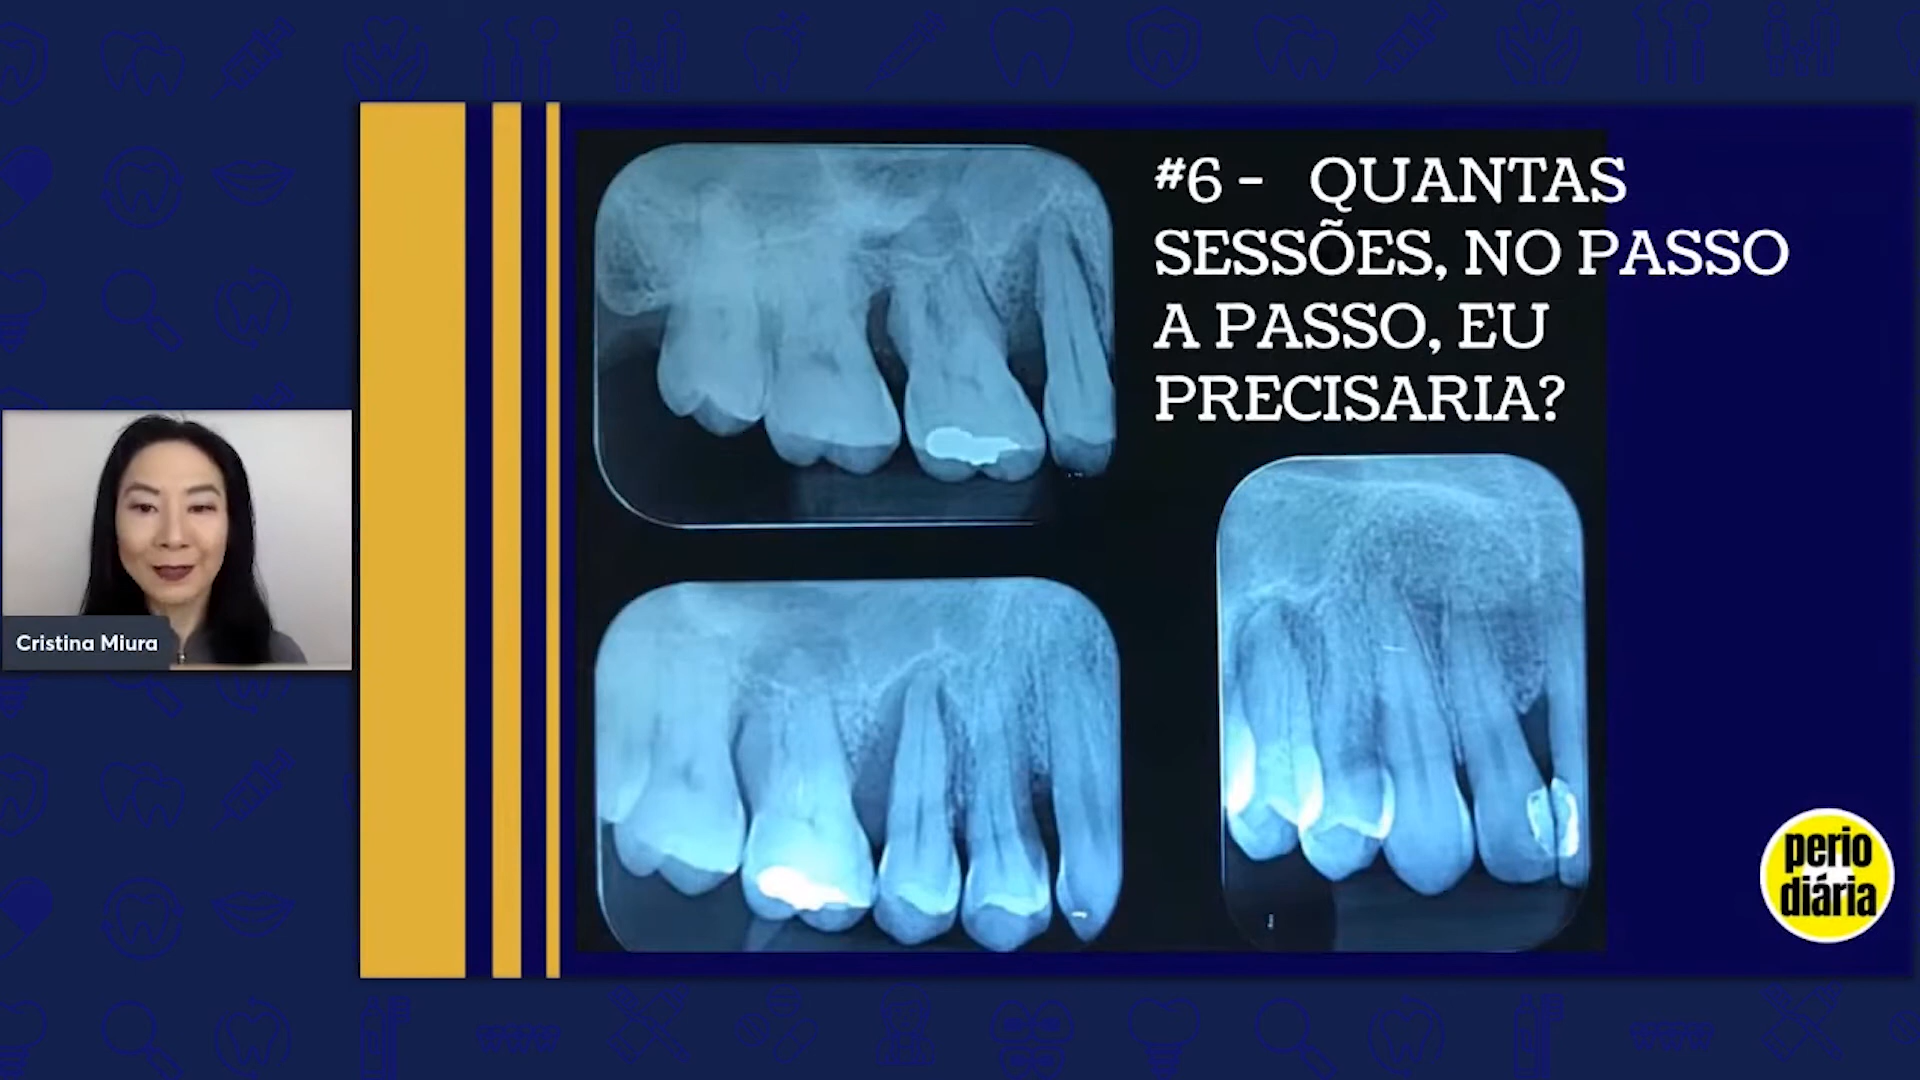 #6 - QUANTAS
SESSÕES, NO PASSO
A PASSO, EU
PRECISARIA?
Cristina Miura
perio
diária